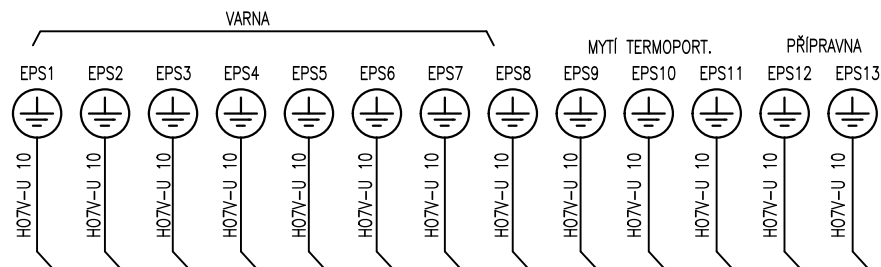 VARNA
MYTÍ TERMOPORT.
PŘÍPRAVNA
EPS1 EPS2 EPS3 EPS4 EPS5 EPS6 EPS7 EPS8 EPS9 EPS10 EPS11 EPS12 EPS13
H07V-U 10
H07V-U 10
H07V-U 10
H07V-U 10
H07V-U 10
H07V-U 10
H07V-U 10
H07V-U 10
H07V-U 10
H07V-U 10
H07V-U 10
H07V-U 10
H07V-U 10